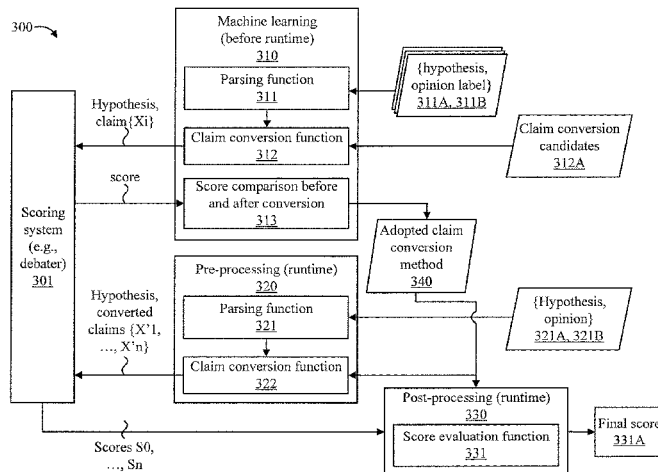 300
Machine learning
(before runtime)
310
Parsing function
311
{hypothesis,
opinion label}
311A, 311B
Hypothesis,
claim{Xi}
Claim conversion function
312
Claim conversion
candidates
312A
score
Score comparison before
and after conversion
313
Scoring
system
(e.g.,
debater)
301
Adopted claim
conversion
method
340
Pre-processing (runtime)
320
Hypothesis,
converted
claims {X'1,
..., X'n}
Parsing function
321
{Hypothesis,
opinion}
321A, 321B
Claim conversion function
322
Post-processing (runtime)
330
Score evaluation function
331
Final score
331A
Scores S0,
..., Sn